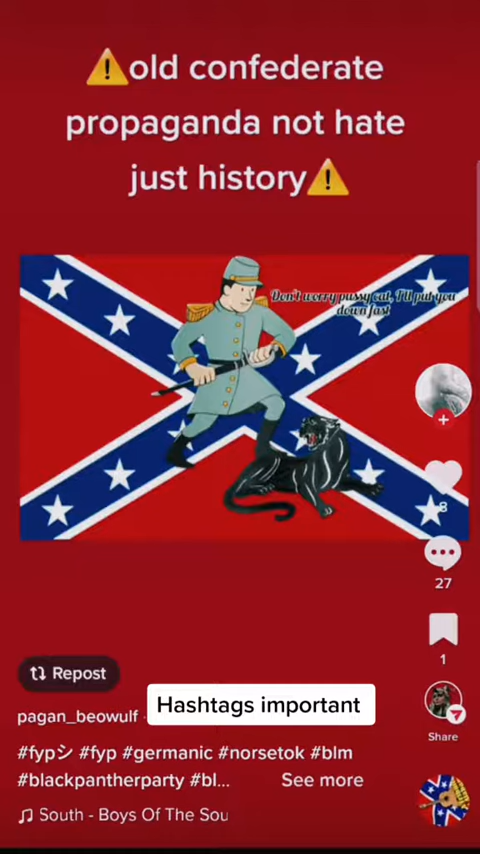 ⚠️old confederate
propaganda not hate
just history⚠️
Don't worry pussy cat, I'll put you
down fast
8
27
1
Share
Repost
pagan_beowulf ·
Hashtags important
#fypシ #fyp #germanic #norsetok #blm
#blackpantherparty #bl... See more
♫ South - Boys Of The Sou